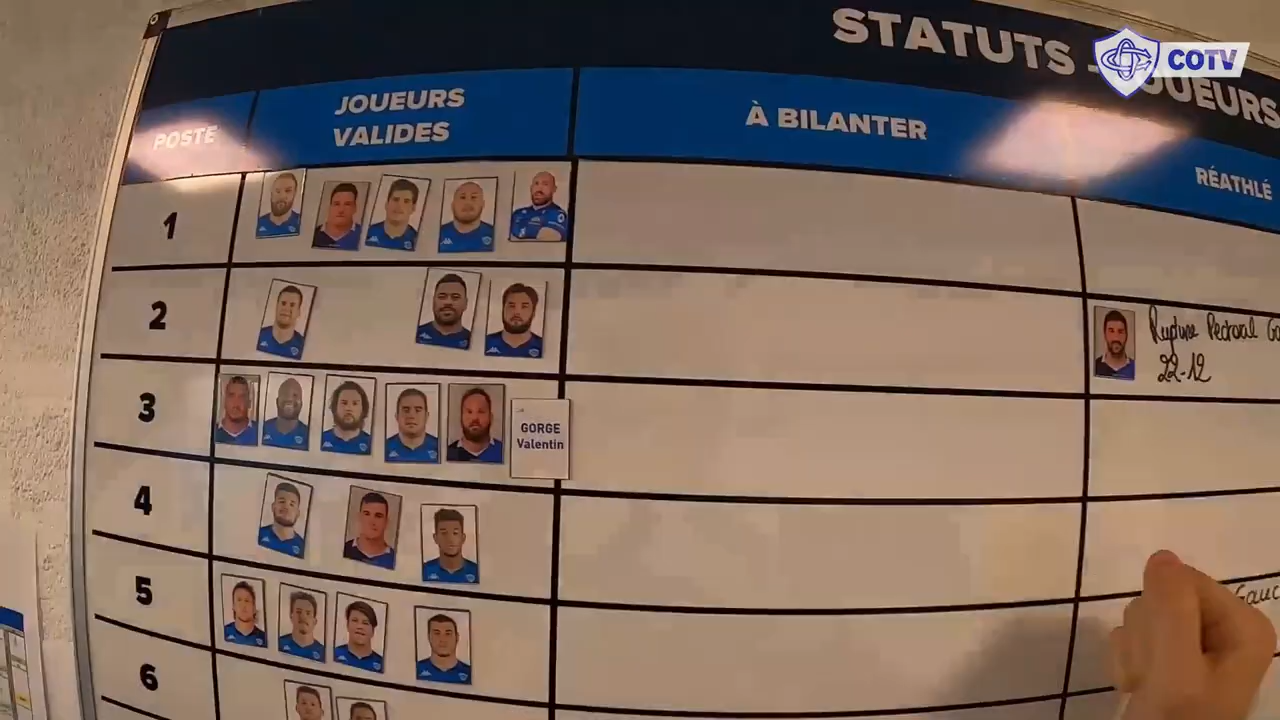 STATUTS - JOUEURS
COTV
POSTE
JOUEURS
VALIDES
À BILANTER
RÉATHLÉ
1
2
Rupture Pectoral
22-12
3
GORGE
Valentin
4
5
6